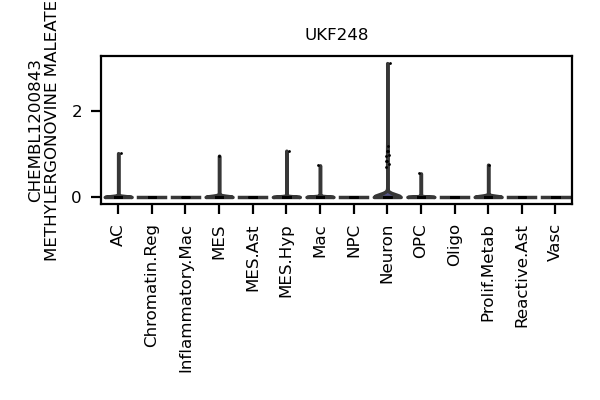 UKF248
CHEMBL1200843
METHYLERGONOVINE MALEATE
2
0
AC
Chromatin.Reg
Inflammatory.Mac
MES
MES.Ast
MES.Hyp
Mac
NPC
Neuron
OPC
Oligo
Prolif.Metab
Reactive.Ast
Vasc